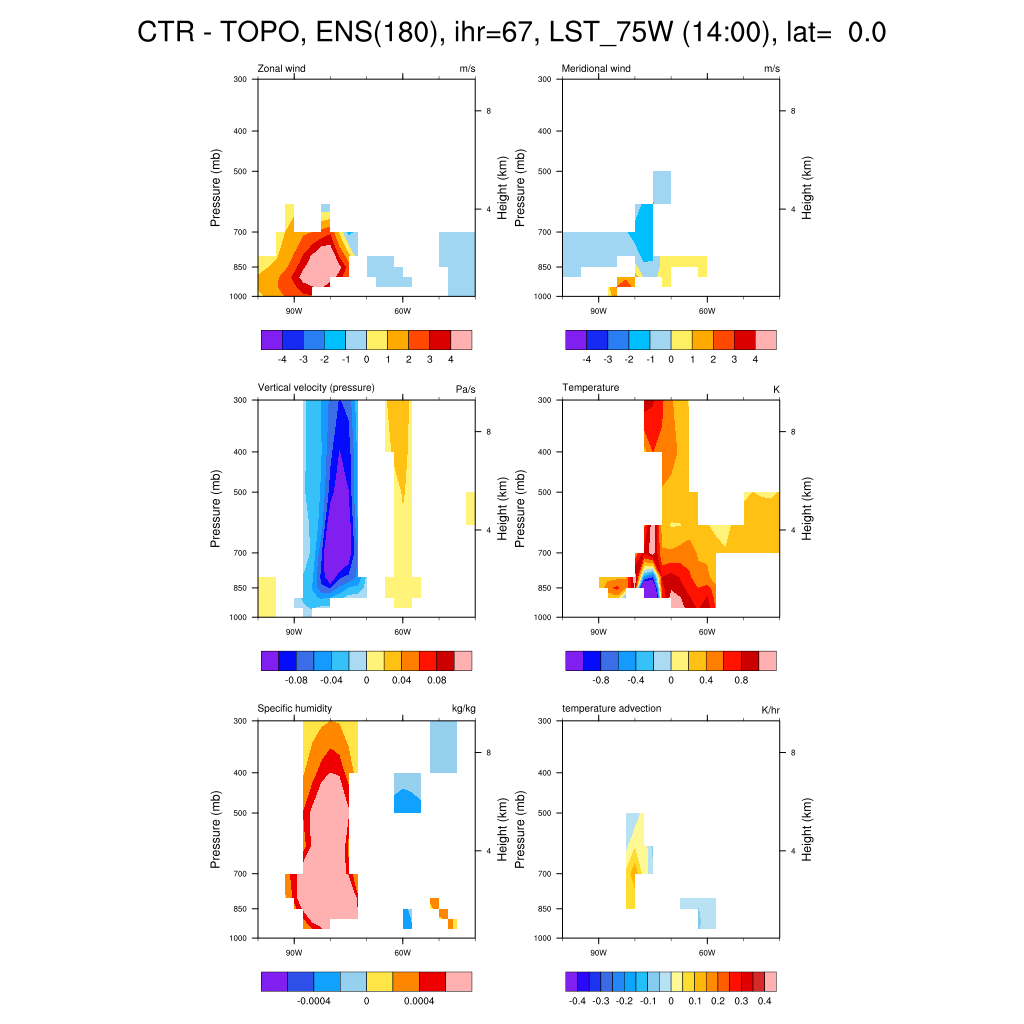 CTR - TOPO, ENS(180), ihr=67, LST_75W (14:00), lat=  0.0
Zonal wind m/s
Pressure (mb)
Height (km)
300
400
500
700
850
1000
8
4
90W 60W
-4 -3 -2 -1 0 1 2 3 4
Meridional wind m/s
Pressure (mb)
Height (km)
300
400
500
700
850
1000
8
4
90W 60W
-4 -3 -2 -1 0 1 2 3 4
Vertical velocity (pressure) Pa/s
Pressure (mb)
Height (km)
300
400
500
700
850
1000
8
4
90W 60W
-0.08 -0.04 0 0.04 0.08
Temperature K
Pressure (mb)
Height (km)
300
400
500
700
850
1000
8
4
90W 60W
-0.8 -0.4 0 0.4 0.8
Specific humidity kg/kg
Pressure (mb)
Height (km)
300
400
500
700
850
1000
8
4
90W 60W
-0.0004 0 0.0004
temperature advection K/hr
Pressure (mb)
Height (km)
300
400
500
700
850
1000
8
4
90W 60W
-0.4 -0.3 -0.2 -0.1 0 0.1 0.2 0.3 0.4